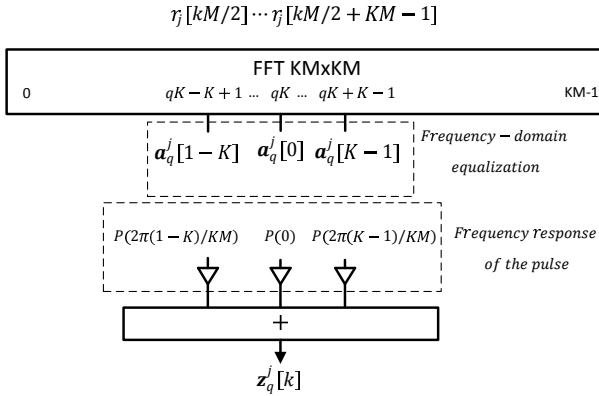 r_j[kM/2]⋯r_j[kM/2 + KM − 1]
FFT KMxKM
0 qK − K + 1 ... qK ... qK + K − 1 KM-1
a_q^j[1 − K] a_q^j[0] a_q^j[K − 1]
Frequency − domain
equalization
P(2π(1 − K)/KM) P(0) P(2π(K − 1)/KM)
Frequency response
of the pulse
+
z_q^j[k]